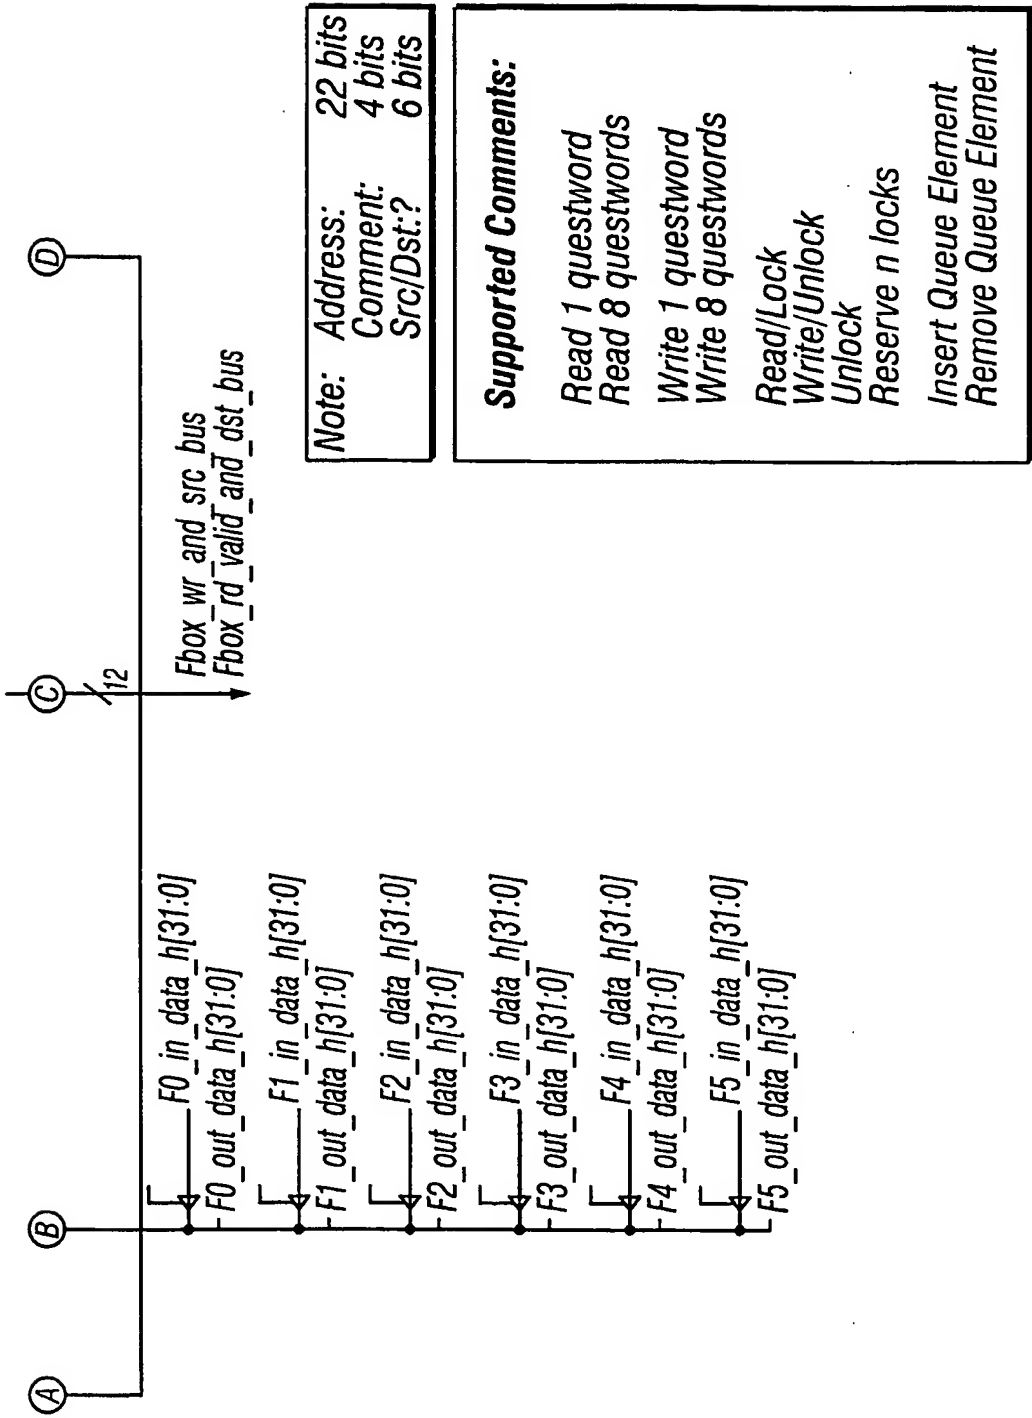 A
B
C
D
12
Fbox_wr_and_src_bus
Fbox_rd_valid_and_dst_bus
F0_in_data_h[31:0]
F0_out_data_h[31:0]
F1_in_data_h[31:0]
F1_out_data_h[31:0]
F2_in_data_h[31:0]
F2_out_data_h[31:0]
F3_in_data_h[31:0]
F3_out_data_h[31:0]
F4_in_data_h[31:0]
F4_out_data_h[31:0]
F5_in_data_h[31:0]
F5_out_data_h[31:0]
Note: Address: 22 bits
Comment: 4 bits
Src/Dst:? 6 bits
Supported Comments:
Read 1 questword
Read 8 questwords
Write 1 questword
Write 8 questwords
Read/Lock
Write/Unlock
Unlock
Reserve n locks
Insert Queue Element
Remove Queue Element